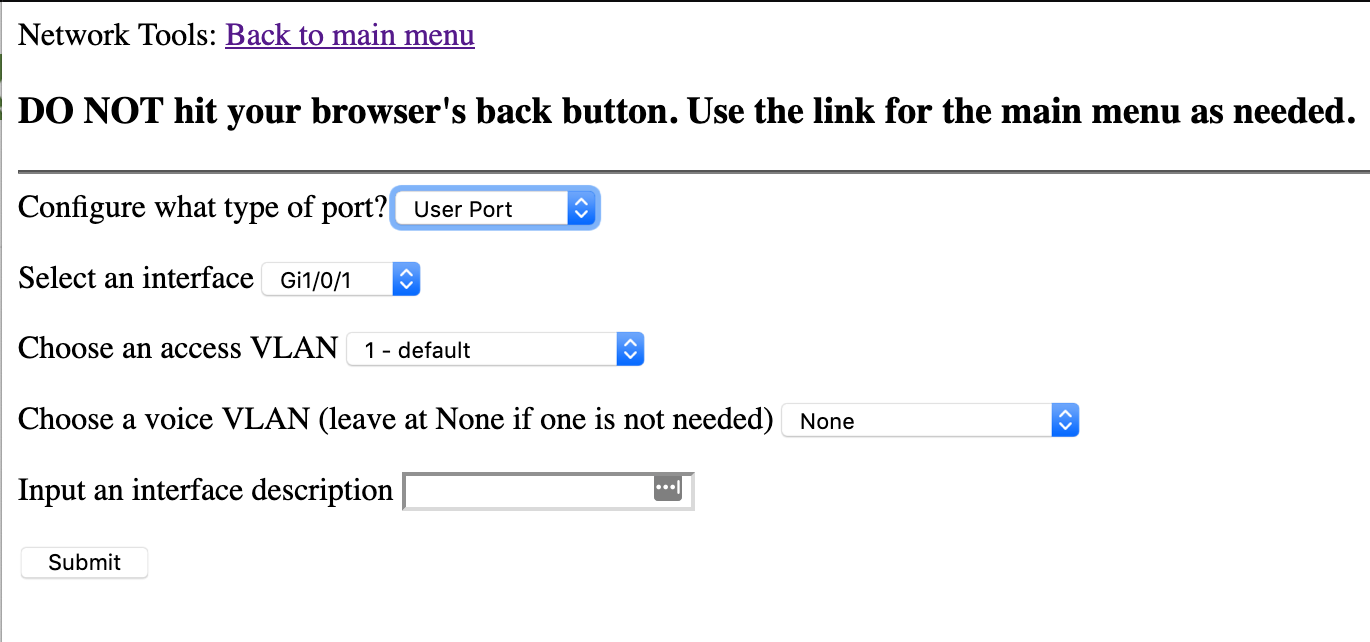 Network Tools: Back to main menu
DO NOT hit your browser's back button. Use the link for the main menu as needed.
Configure what type of port? User Port
Select an interface Gi1/0/1
Choose an access VLAN 1 - default
Choose a voice VLAN (leave at None if one is not needed) None
Input an interface description
Submit